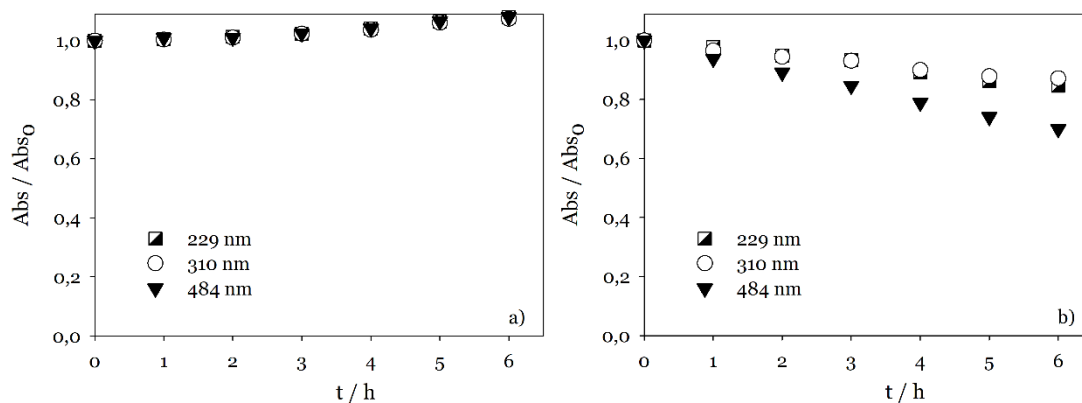 Abs / Abs0
1,0
0,8
0,6
0,4
0,2
0,0
229 nm
310 nm
484 nm
a)
0 1 2 3 4 5 6
t / h
Abs / Abs0
1,0
0,8
0,6
0,4
0,2
0,0
229 nm
310 nm
484 nm
b)
0 1 2 3 4 5 6
t / h